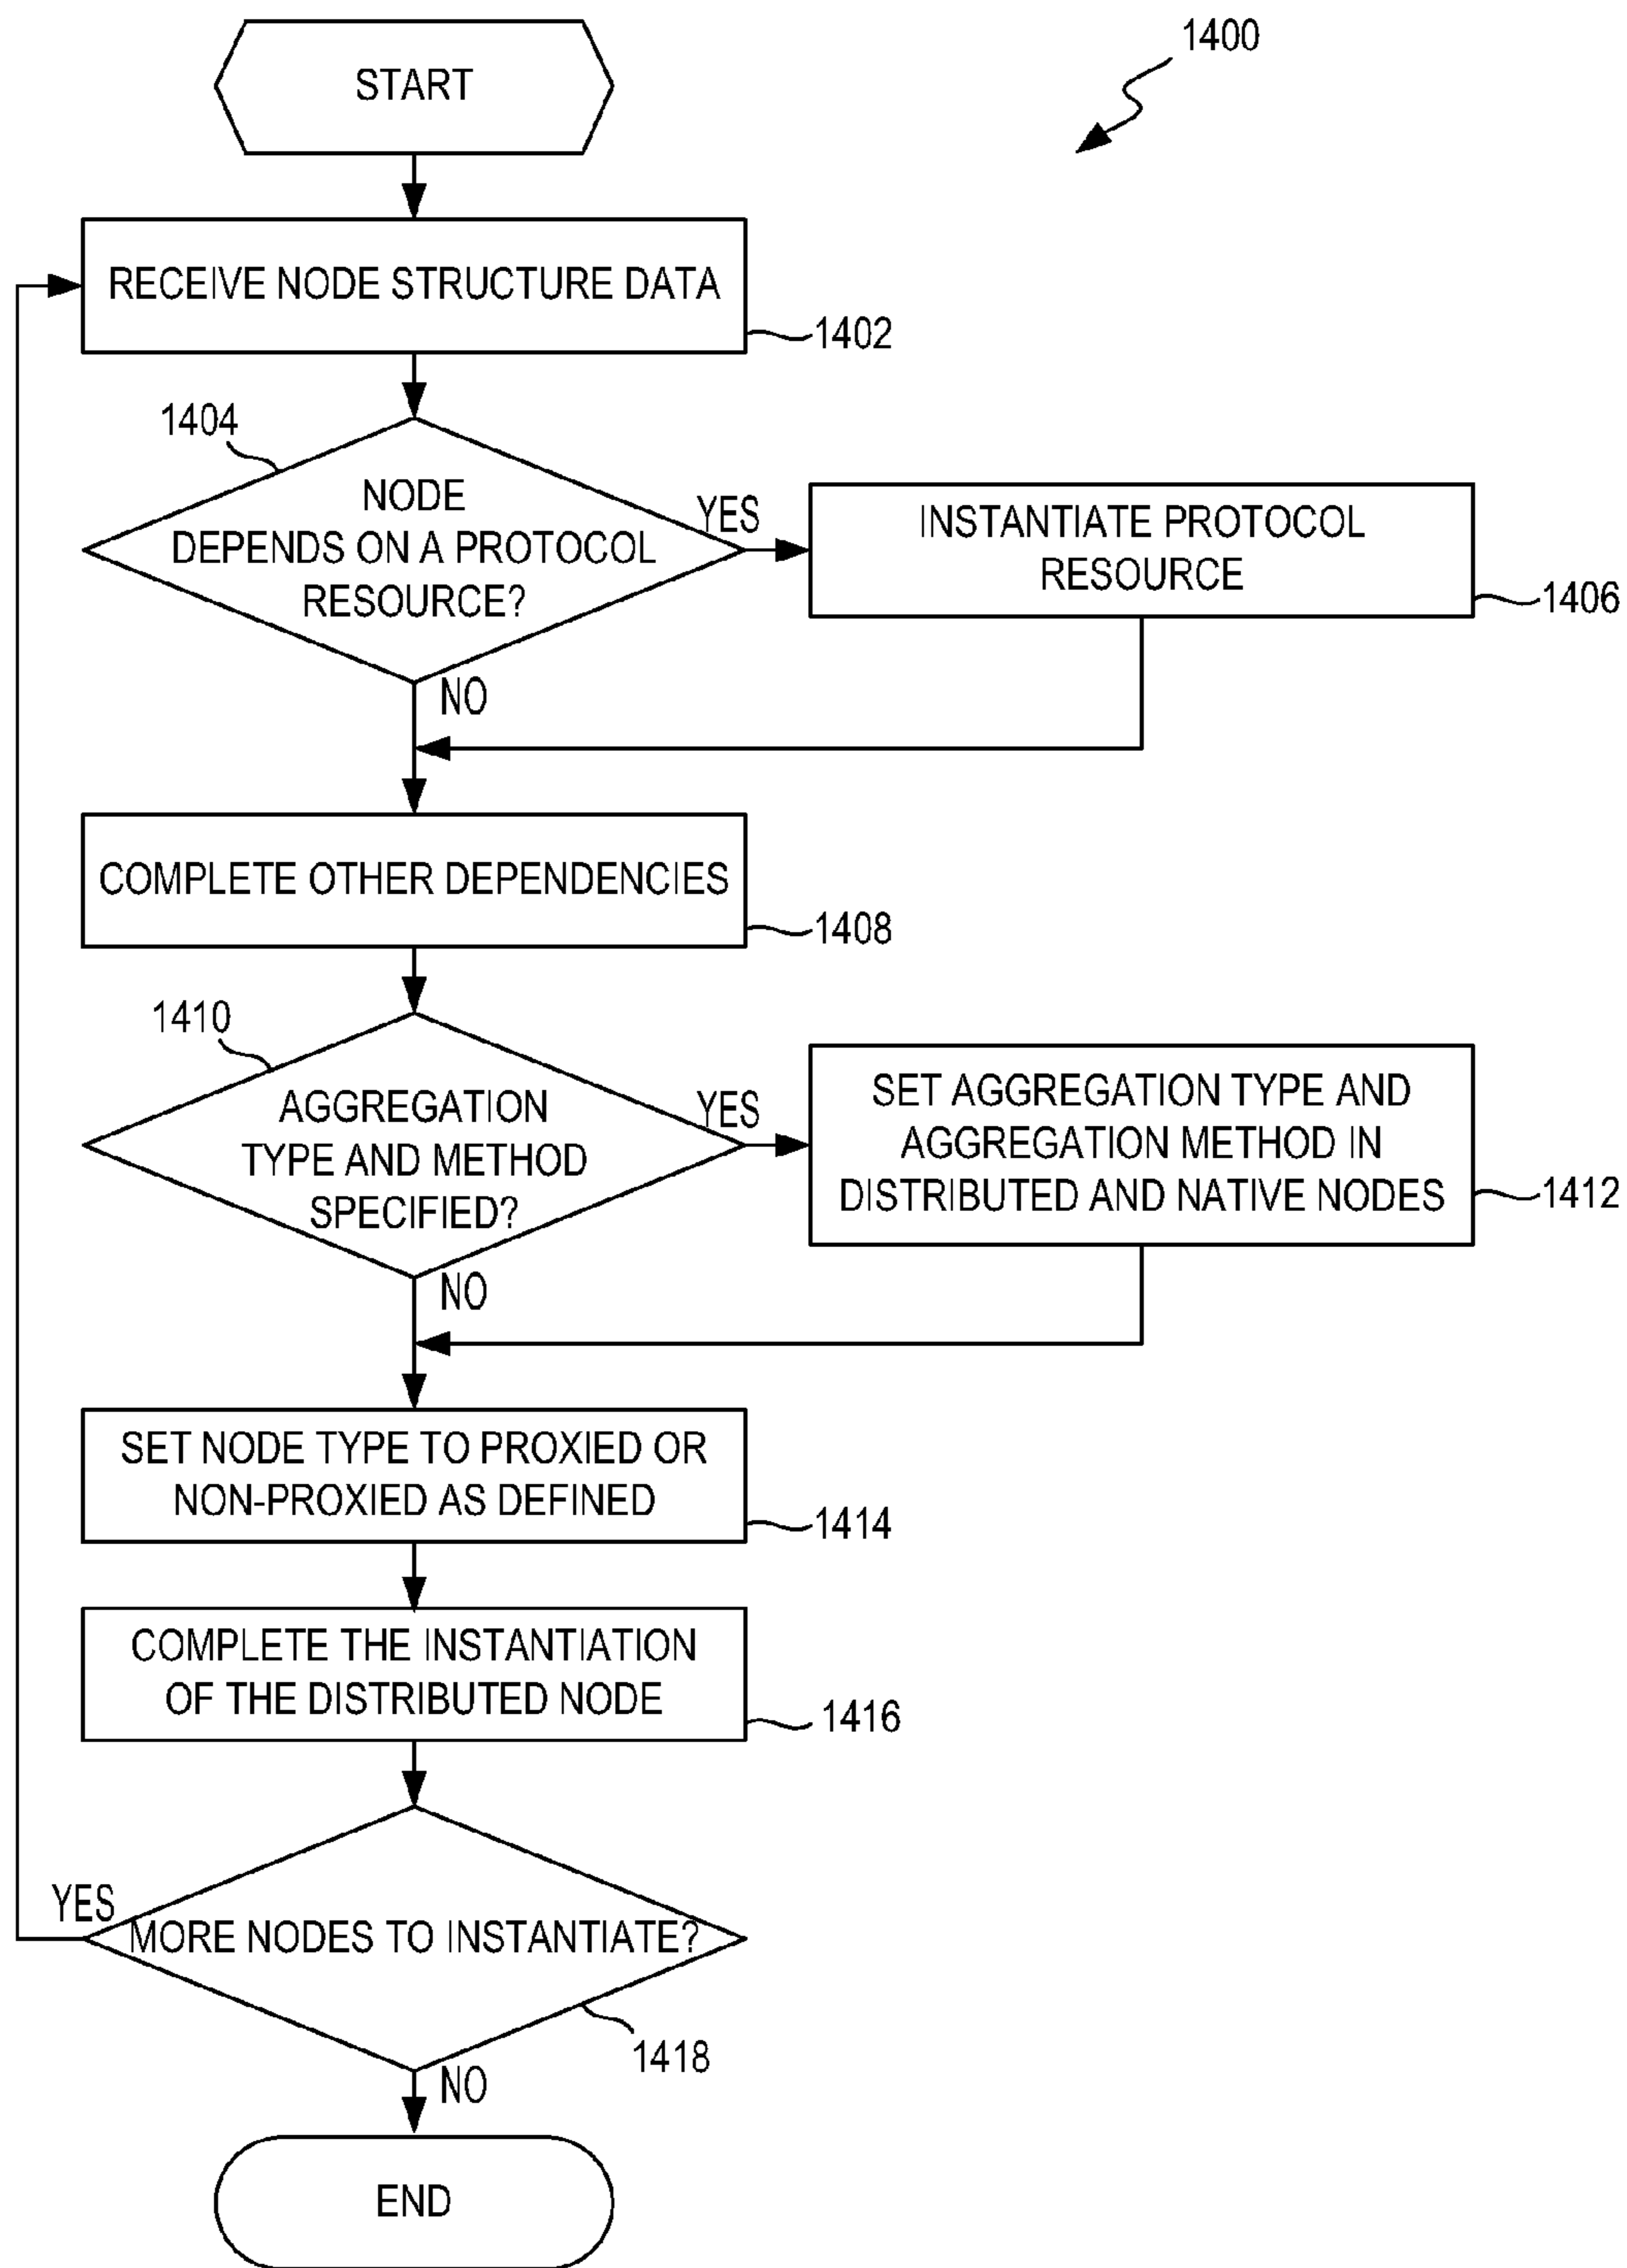 1400
START
RECEIVE NODE STRUCTURE DATA
1402
1404
NODE
DEPENDS ON A PROTOCOL
RESOURCE?
YES
INSTANTIATE PROTOCOL
RESOURCE
1406
NO
COMPLETE OTHER DEPENDENCIES
1408
1410
AGGREGATION
TYPE AND METHOD
SPECIFIED?
YES
SET AGGREGATION TYPE AND
AGGREGATION METHOD IN
DISTRIBUTED AND NATIVE NODES
1412
NO
SET NODE TYPE TO PROXIED OR
NON-PROXIED AS DEFINED
1414
COMPLETE THE INSTANTIATION
OF THE DISTRIBUTED NODE
1416
YES
MORE NODES TO INSTANTIATE?
1418
NO
END